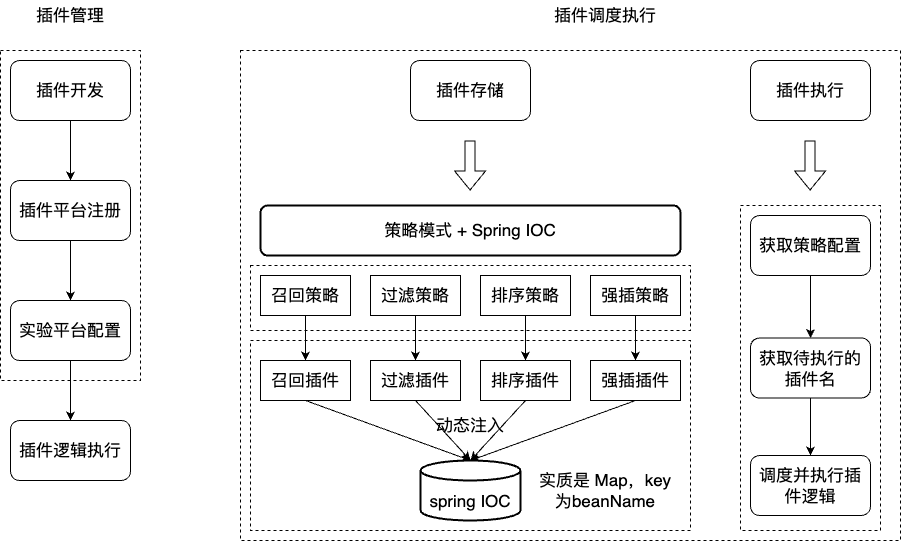 插件管理
插件调度执行
插件开发
插件平台注册
实验平台配置
插件逻辑执行
插件存储
策略模式 + Spring IOC
召回策略
过滤策略
排序策略
强插策略
召回插件
过滤插件
排序插件
强插插件
动态注入
spring IOC
实质是 Map，key
为beanName
插件执行
获取策略配置
获取待执行的
插件名
调度并执行插
件逻辑